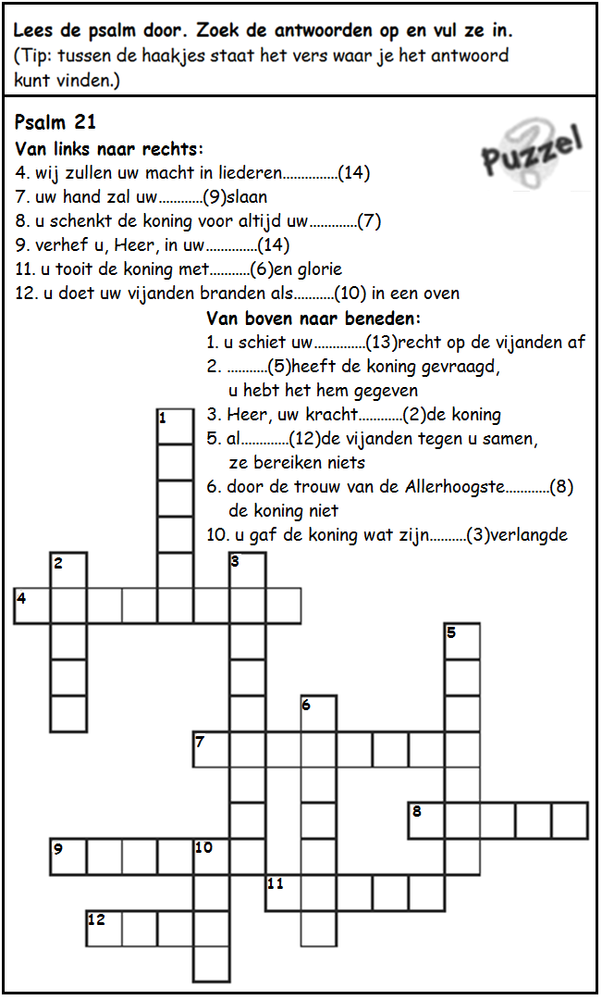 Lees de psalm door. Zoek de antwoorden op en vul ze in.
(Tip: tussen de haakjes staat het vers waar je het antwoord
kunt vinden.)
Psalm 21
Puzzel
?
Van links naar rechts:
4. wij zullen uw macht in liederen...............(14)
7. uw hand zal uw............(9)slaan
8. u schenkt de koning voor altijd uw.............(7)
9. verhef u, Heer, in uw..............(14)
11. u tooit de koning met...........(6)en glorie
12. u doet uw vijanden branden als...........(10) in een oven
Van boven naar beneden:
1. u schiet uw..............(13)recht op de vijanden af
2. ...........(5)heeft de koning gevraagd,
u hebt het hem gegeven
3. Heer, uw kracht............(2)de koning
5. al.............(12)de vijanden tegen u samen,
ze bereiken niets
6. door de trouw van de Allerhoogste............(8)
de koning niet
10. u gaf de koning wat zijn..........(3)verlangde
1
2 3
4
5
6
7
8
9 10
11
12